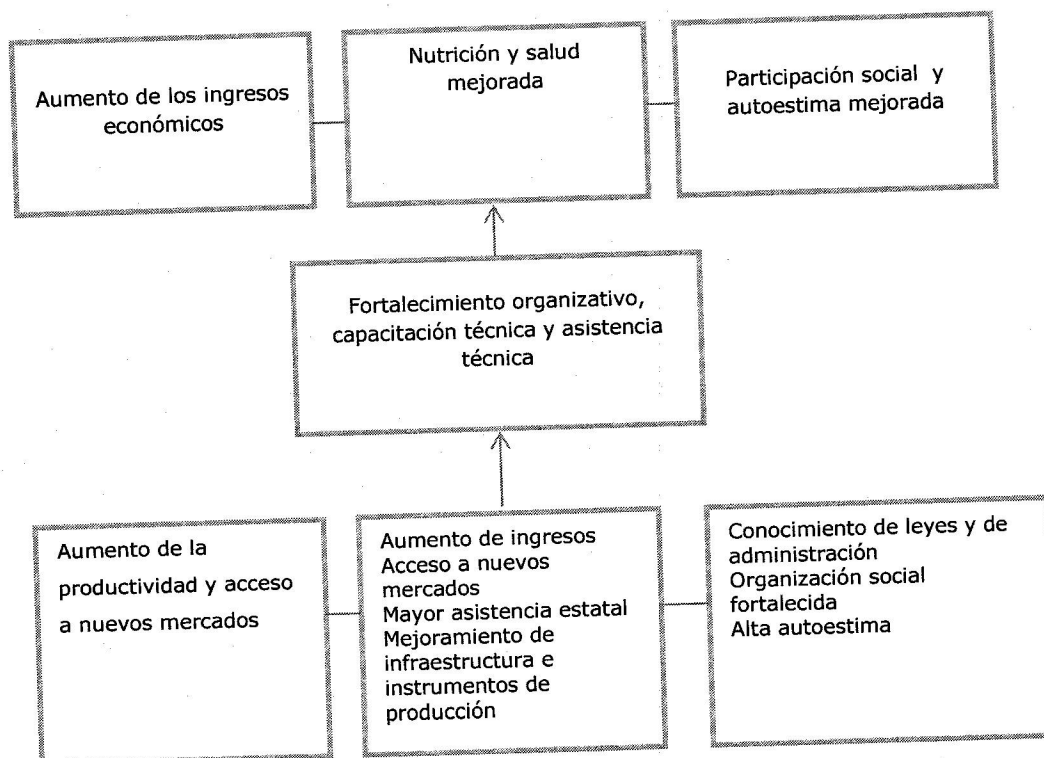 Aumento de los ingresos
económicos
Nutrición y salud
mejorada
Participación social y
autoestima mejorada
Fortalecimiento organizativo,
capacitación técnica y asistencia
técnica
Aumento de la
productividad y acceso
a nuevos mercados
Aumento de ingresos
Acceso a nuevos
mercados
Mayor asistencia estatal
Mejoramiento de
infraestructura e
instrumentos de
producción
Conocimiento de leyes y de
administración
Organización social
fortalecida
Alta autoestima